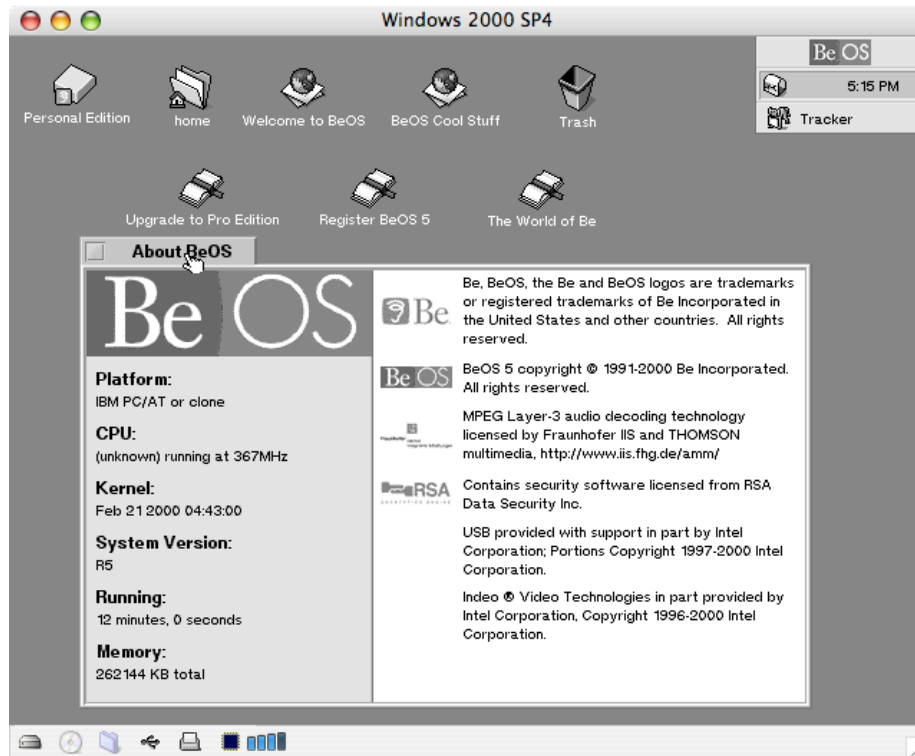 Windows 2000 SP4
Be OS
5:15 PM
Tracker
Personal Edition
home
Welcome to BeOS
BeOS Cool Stuff
Trash
Upgrade to Pro Edition
Register BeOS 5
The World of Be
About BeOS
Be OS
Platform:
IBM PC/AT or clone
CPU:
(unknown) running at 367MHz
Kernel:
Feb 21 2000 04:43:00
System Version:
R5
Running:
12 minutes, 0 seconds
Memory:
262144 KB total
Be
Be, BeOS, the Be and BeOS logos are trademarks
or registered trademarks of Be Incorporated in
the United States and other countries. All rights
reserved.
Be OS
BeOS 5 copyright © 1991-2000 Be Incorporated.
All rights reserved.
MPEG Layer-3 audio decoding technology
licensed by Fraunhofer IIS and THOMSON
multimedia, http://www.iis.fhg.de/amm/
RSA
Contains security software licensed from RSA
Data Security Inc.
USB provided with support in part by Intel
Corporation; Portions Copyright 1997-2000 Intel
Corporation.
Indeo ® Video Technologies in part provided by
Intel Corporation, Copyright 1996-2000 Intel
Corporation.